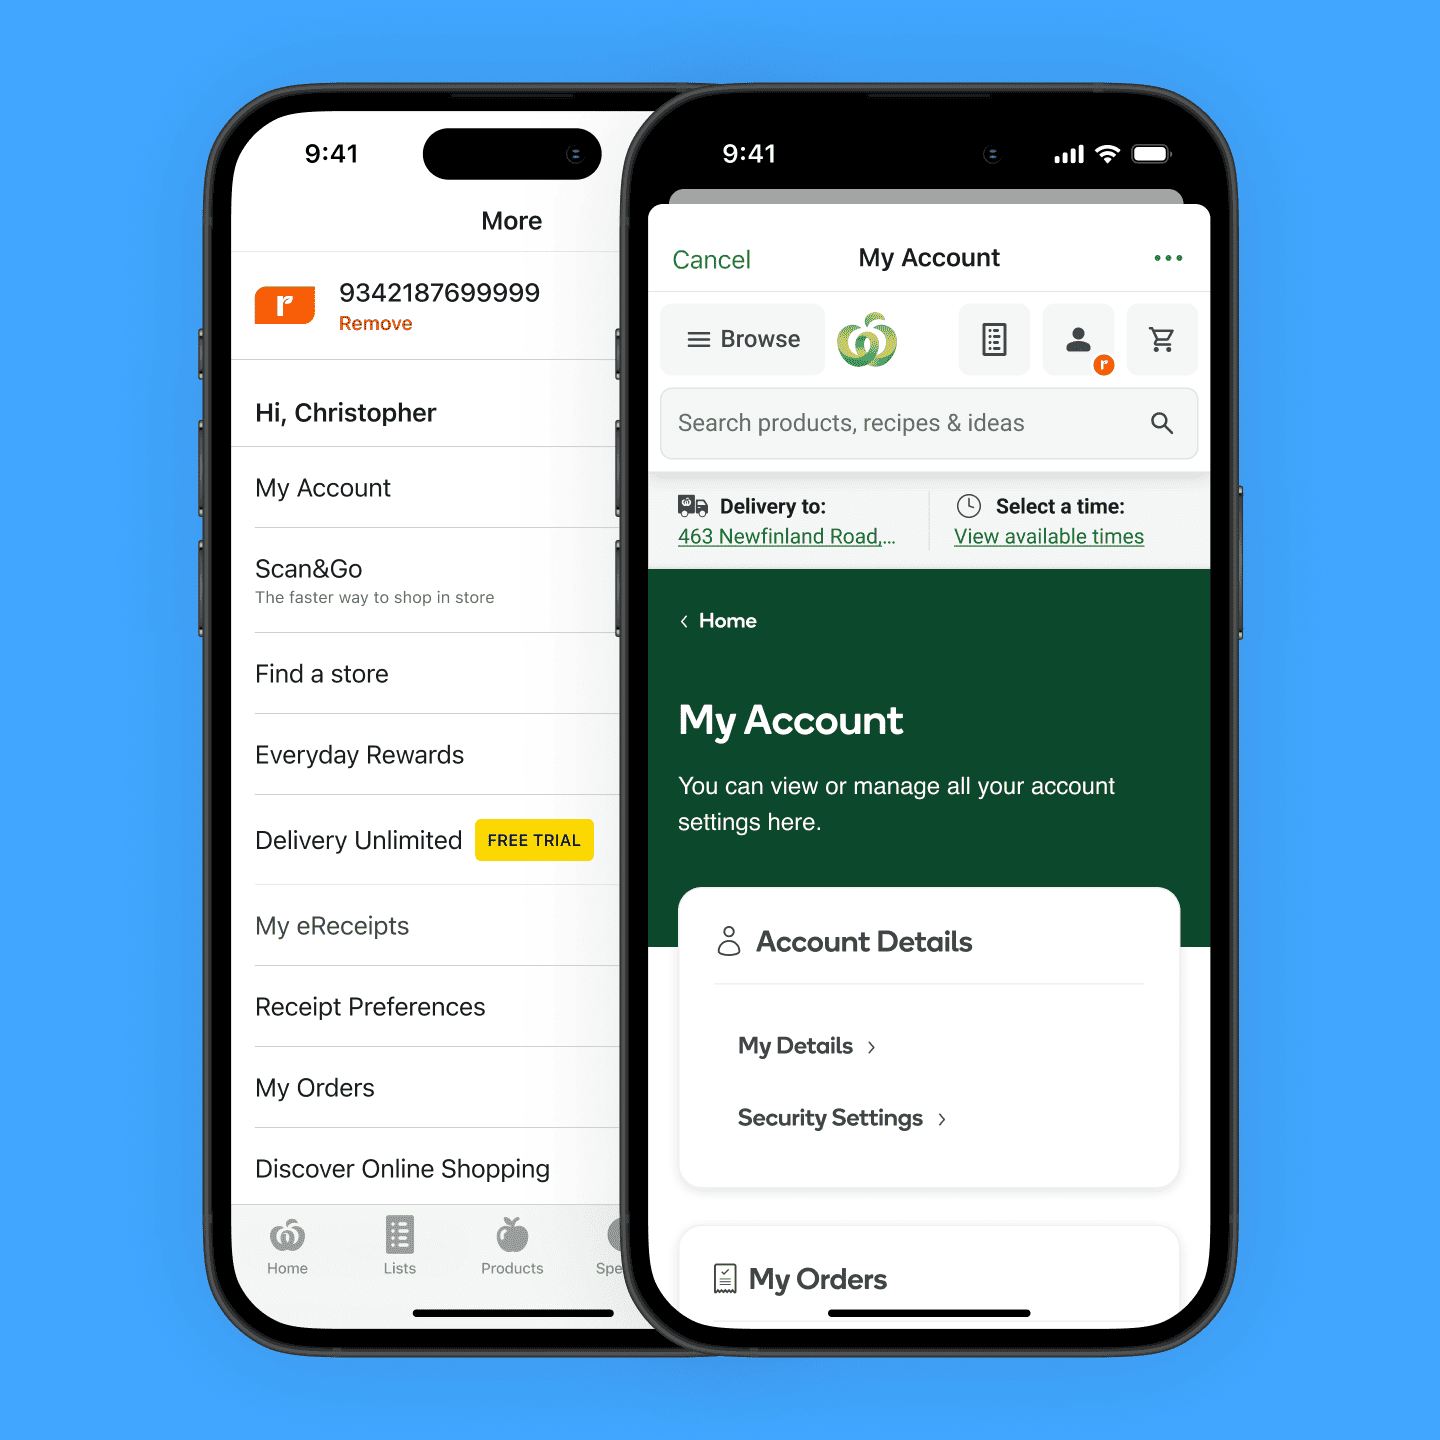 9:41
More
r
9342187699999
Remove
Hi, Christopher
My Account
Scan&Go
The faster way to shop in store
Find a store
Everyday Rewards
Delivery Unlimited FREE TRIAL
My eReceipts
Receipt Preferences
My Orders
Discover Online Shopping
Home Lists Products Spe
9:41
Cancel My Account
Browse
r
Search products, recipes & ideas
Delivery to: Select a time:
463 Newfinland Road,... View available times
Home
My Account
You can view or manage all your account
settings here.
Account Details
My Details
Security Settings
My Orders